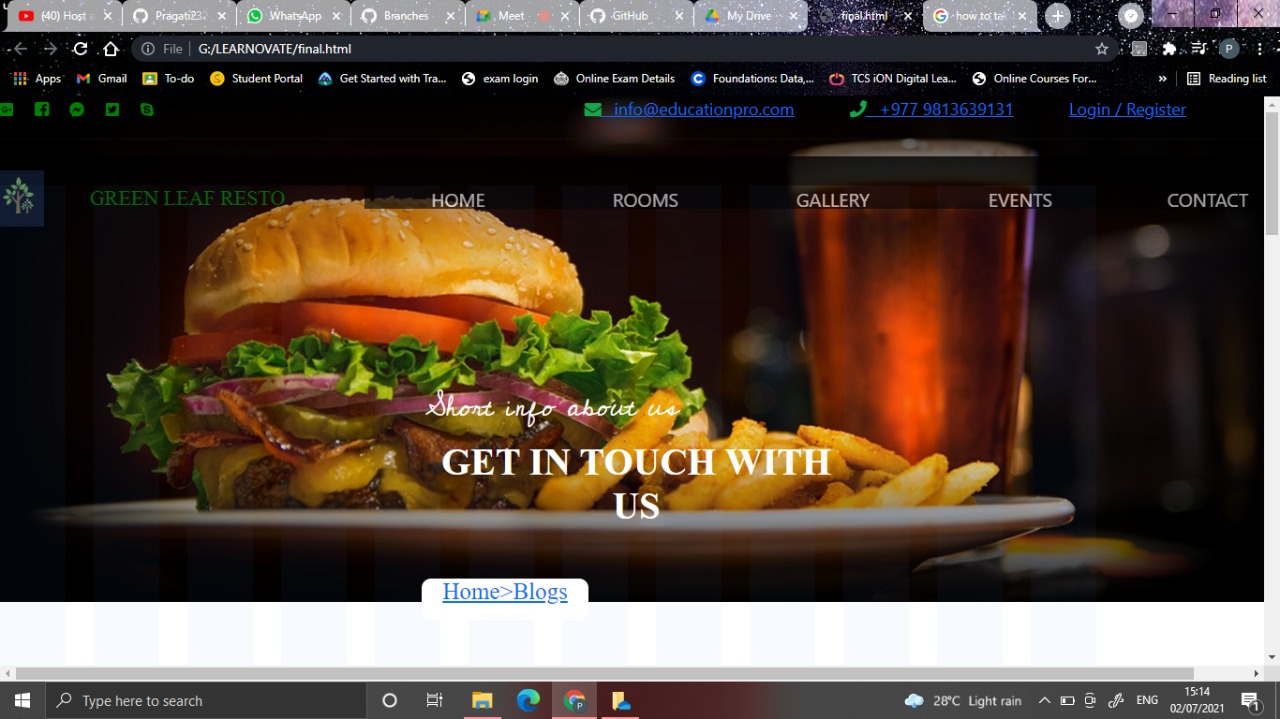 (40) Host a
Pragati232
WhatsApp
Branches
Meet
GitHub
My Drive
final.html
how to ta
File
G:/LEARNOVATE/final.html
P
Apps
Gmail
To-do
Student Portal
Get Started with Tra...
exam login
Online Exam Details
Foundations: Data,...
TCS iON Digital Lea...
Online Courses For...
»
Reading list
info@educationpro.com
+977 9813639131
Login / Register
GREEN LEAF RESTO
HOME
ROOMS
GALLERY
EVENTS
CONTACT
Short info about us
GET IN TOUCH WITH
US
Home>Blogs
Type here to search
28°C Light rain
ENG
15:14
02/07/2021
1